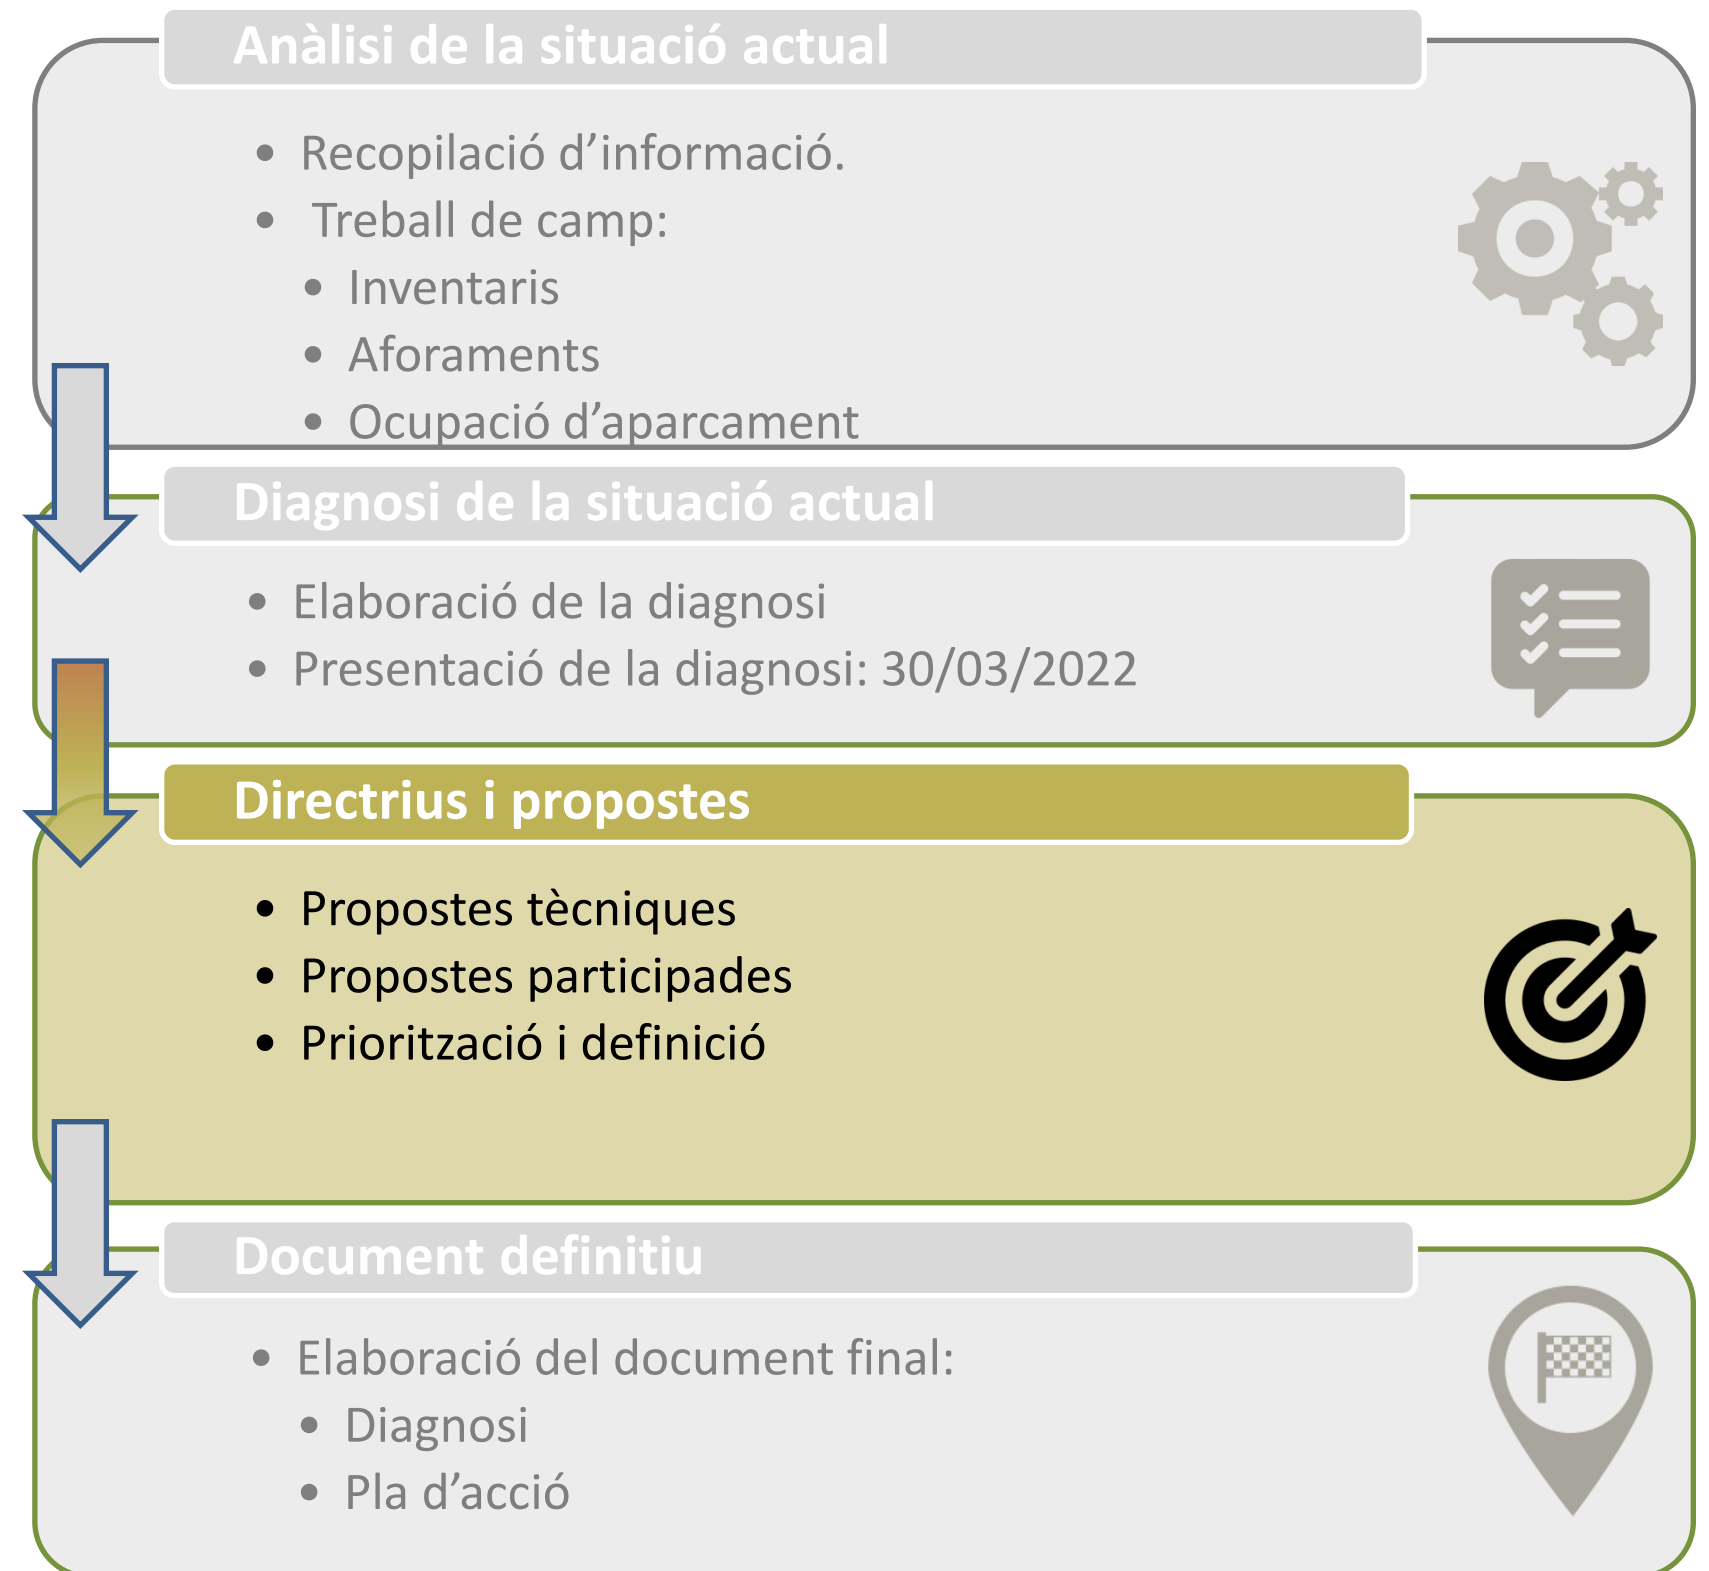 Anàlisi de la situació actual
• Recopilació d’informació.
• Treball de camp:
• Inventaris
• Aforaments
• Ocupació d’aparcament
Diagnosi de la situació actual
• Elaboració de la diagnosi
• Presentació de la diagnosi: 30/03/2022
Directrius i propostes
• Propostes tècniques
• Propostes participades
• Priorització i definició
Document definitiu
• Elaboració del document final:
• Diagnosi
• Pla d’acció